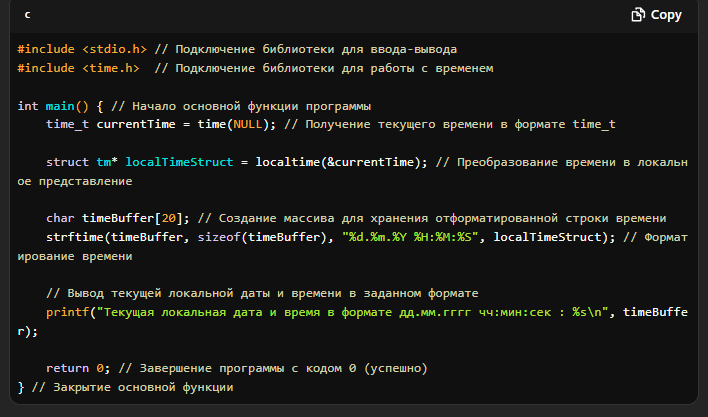 c
Copy
#include <stdio.h> // Подключение библиотеки для ввода-вывода
#include <time.h>  // Подключение библиотеки для работы с временем
int main() { // Начало основной функции программы
    time_t currentTime = time(NULL); // Получение текущего времени в формате time_t
    struct tm* localTimeStruct = localtime(&currentTime); // Преобразование времени в локальн
ое представление
    char timeBuffer[20]; // Создание массива для хранения отформатированной строки времени
    strftime(timeBuffer, sizeof(timeBuffer), "%d.%m.%Y %H:%M:%S", localTimeStruct); // Формат
ирование времени
    // Вывод текущей локальной даты и времени в заданном формате
    printf("Текущая локальная дата и время в формате дд.мм.гггг чч:мин:сек : %s\n", timeBuffe
r);
    return 0; // Завершение программы с кодом 0 (успешно)
} // Закрытие основной функции